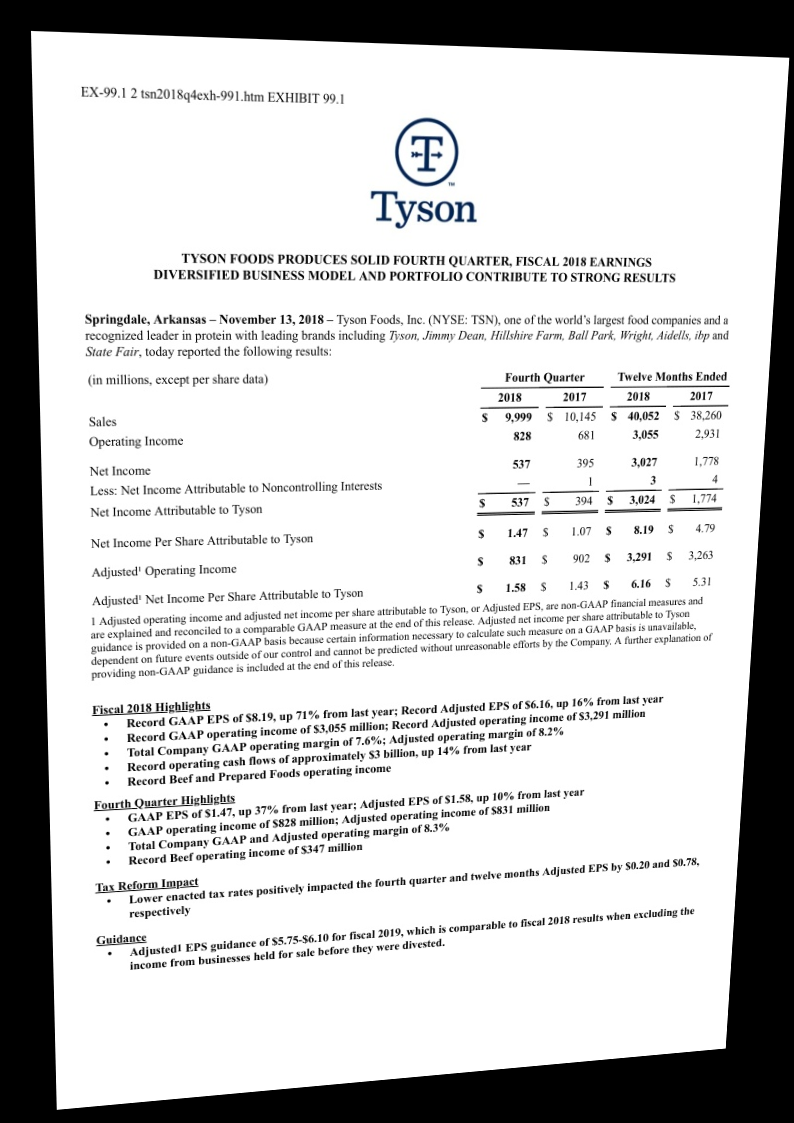 EX-99.1 2 tsn2018q4exh-991.htm EXHIBIT 99.1
T
™
Tyson
TYSON FOODS PRODUCES SOLID FOURTH QUARTER, FISCAL 2018 EARNINGS
DIVERSIFIED BUSINESS MODEL AND PORTFOLIO CONTRIBUTE TO STRONG RESULTS
Springdale, Arkansas – November 13, 2018 – Tyson Foods, Inc. (NYSE: TSN), one of the world's largest food companies and a
recognized leader in protein with leading brands including Tyson, Jimmy Dean, Hillshire Farm, Ball Park, Wright, Aidells, ibp and
State Fair, today reported the following results:
(in millions, except per share data) Fourth Quarter Twelve Months Ended
2018 2017 2018 2017
Sales $ 9,999 $ 10,145 $ 40,052 $ 38,260
Operating Income 828 681 3,055 2,931
Net Income 537 395 3,027 1,778
Less: Net Income Attributable to Noncontrolling Interests — 1 3 4
Net Income Attributable to Tyson $ 537 $ 394 $ 3,024 $ 1,774
Net Income Per Share Attributable to Tyson $ 1.47 $ 1.07 $ 8.19 $ 4.79
Adjusted¹ Operating Income $ 831 $ 902 $ 3,291 $ 3,263
Adjusted¹ Net Income Per Share Attributable to Tyson $ 1.58 $ 1.43 $ 6.16 $ 5.31
1 Adjusted operating income and adjusted net income per share attributable to Tyson, or Adjusted EPS, are non-GAAP financial measures and
are explained and reconciled to a comparable GAAP measure at the end of this release. Adjusted net income per share attributable to Tyson
guidance is provided on a non-GAAP basis because certain information necessary to calculate such measure on a GAAP basis is unavailable,
dependent on future events outside of our control and cannot be predicted without unreasonable efforts by the Company. A further explanation of
providing non-GAAP guidance is included at the end of this release.
Fiscal 2018 Highlights
• Record GAAP EPS of $8.19, up 71% from last year; Record Adjusted EPS of $6.16, up 16% from last year
• Record GAAP operating income of $3,055 million; Record Adjusted operating income of $3,291 million
• Total Company GAAP operating margin of 7.6%; Adjusted operating margin of 8.2%
• Record operating cash flows of approximately $3 billion, up 14% from last year
• Record Beef and Prepared Foods operating income
Fourth Quarter Highlights
• GAAP EPS of $1.47, up 37% from last year; Adjusted EPS of $1.58, up 10% from last year
• GAAP operating income of $828 million; Adjusted operating income of $831 million
• Total Company GAAP and Adjusted operating margin of 8.3%
• Record Beef operating income of $347 million
Tax Reform Impact
• Lower enacted tax rates positively impacted the fourth quarter and twelve months Adjusted EPS by $0.20 and $0.78,
respectively
Guidance
• Adjusted1 EPS guidance of $5.75-$6.10 for fiscal 2019, which is comparable to fiscal 2018 results when excluding the
income from businesses held for sale before they were divested.